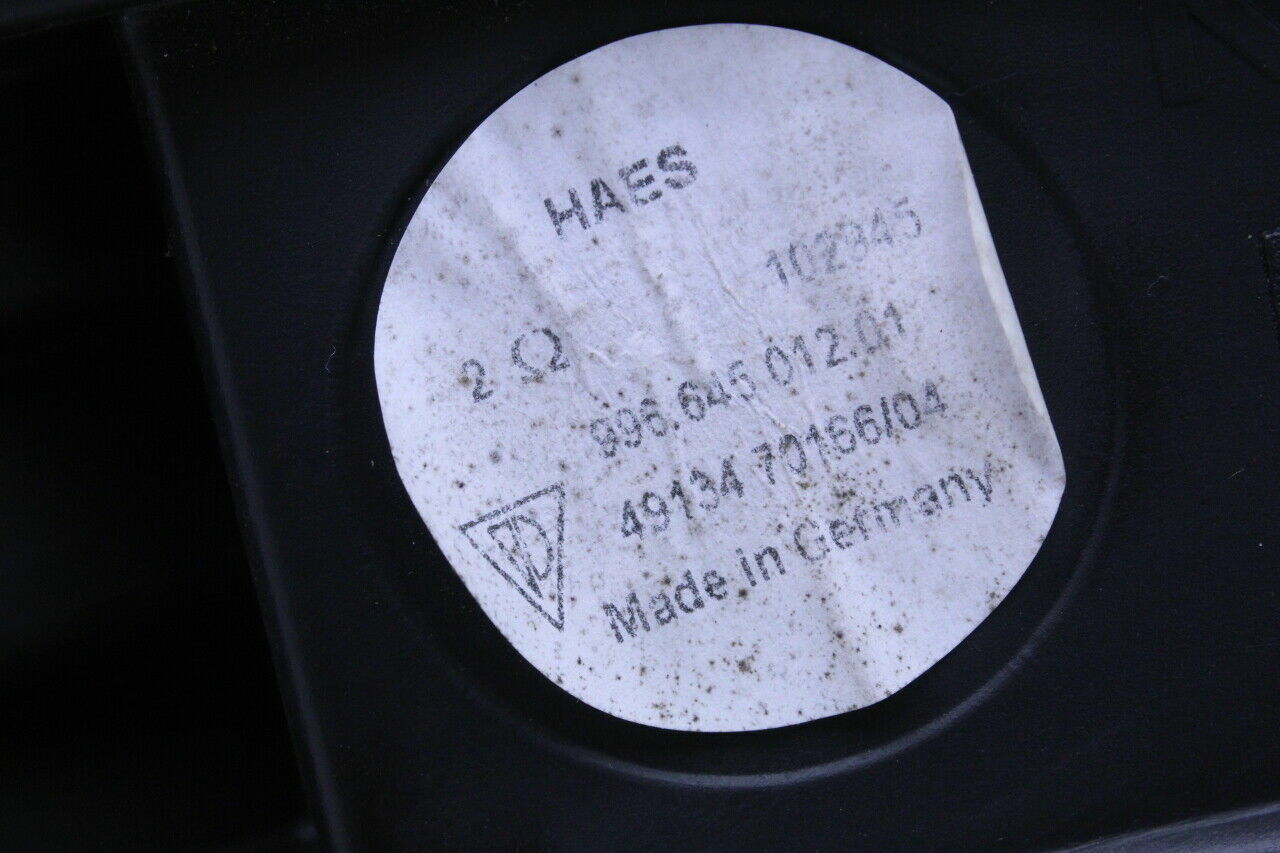 HAES
102345
2 Ω
996.645 012.01
49134 70166/04
Made in Germany